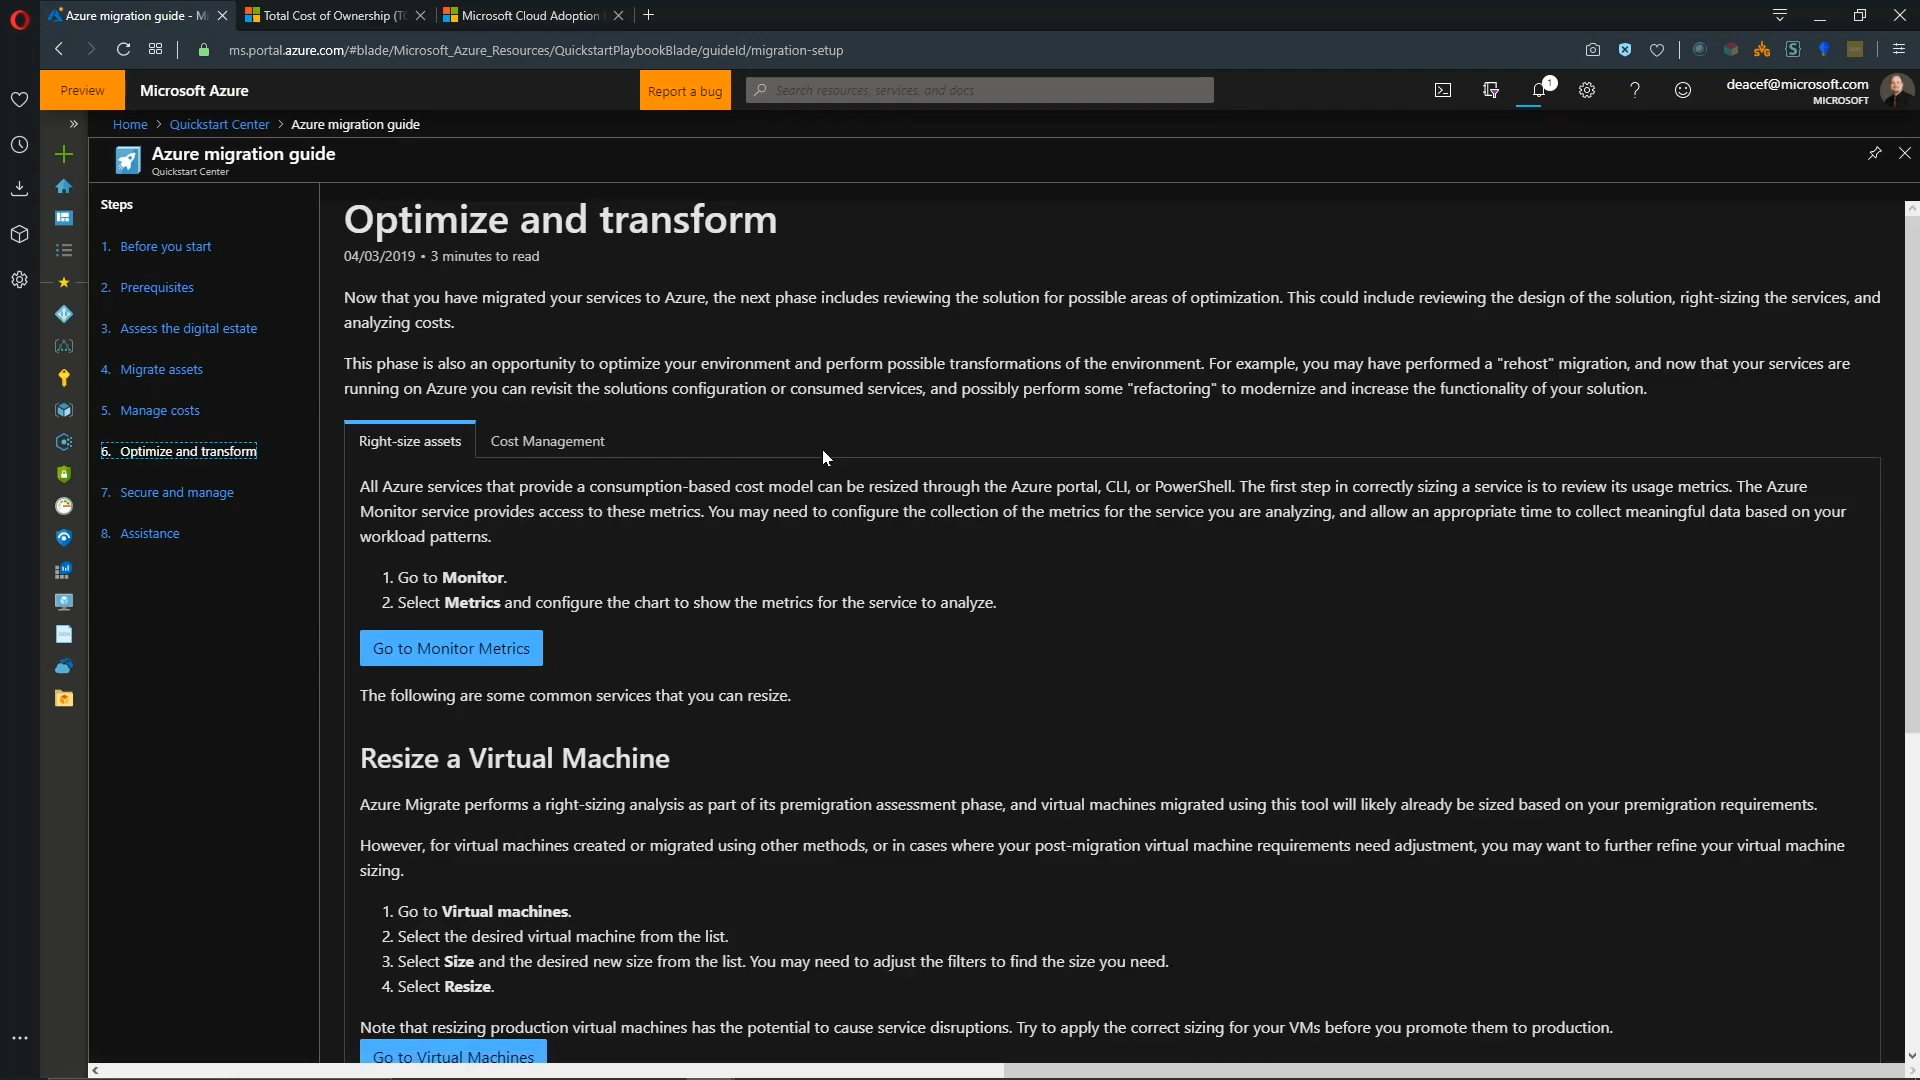 Azure migration guide - M
Total Cost of Ownership (TC
Microsoft Cloud Adoption
ms.portal.azure.com/#blade/Microsoft_Azure_Resources/QuickstartPlaybookBlade/guideId/migration-setup
Preview
Microsoft Azure
Report a bug
Search resources, services, and docs
1
deacef@microsoft.com
MICROSOFT
Home > Quickstart Center > Azure migration guide
Azure migration guide
Quickstart Center
Steps
1. Before you start
2. Prerequisites
3. Assess the digital estate
4. Migrate assets
5. Manage costs
6. Optimize and transform
7. Secure and manage
8. Assistance
Optimize and transform
04/03/2019 • 3 minutes to read
Now that you have migrated your services to Azure, the next phase includes reviewing the solution for possible areas of optimization. This could include reviewing the design of the solution, right-sizing the services, and
analyzing costs.
This phase is also an opportunity to optimize your environment and perform possible transformations of the environment. For example, you may have performed a "rehost" migration, and now that your services are
running on Azure you can revisit the solutions configuration or consumed services, and possibly perform some "refactoring" to modernize and increase the functionality of your solution.
Right-size assets
Cost Management
All Azure services that provide a consumption-based cost model can be resized through the Azure portal, CLI, or PowerShell. The first step in correctly sizing a service is to review its usage metrics. The Azure
Monitor service provides access to these metrics. You may need to configure the collection of the metrics for the service you are analyzing, and allow an appropriate time to collect meaningful data based on your
workload patterns.
1. Go to Monitor.
2. Select Metrics and configure the chart to show the metrics for the service to analyze.
Go to Monitor Metrics
The following are some common services that you can resize.
Resize a Virtual Machine
Azure Migrate performs a right-sizing analysis as part of its premigration assessment phase, and virtual machines migrated using this tool will likely already be sized based on your premigration requirements.
However, for virtual machines created or migrated using other methods, or in cases where your post-migration virtual machine requirements need adjustment, you may want to further refine your virtual machine
sizing.
1. Go to Virtual machines.
2. Select the desired virtual machine from the list.
3. Select Size and the desired new size from the list. You may need to adjust the filters to find the size you need.
4. Select Resize.
Note that resizing production virtual machines has the potential to cause service disruptions. Try to apply the correct sizing for your VMs before you promote them to production.
Go to Virtual Machines